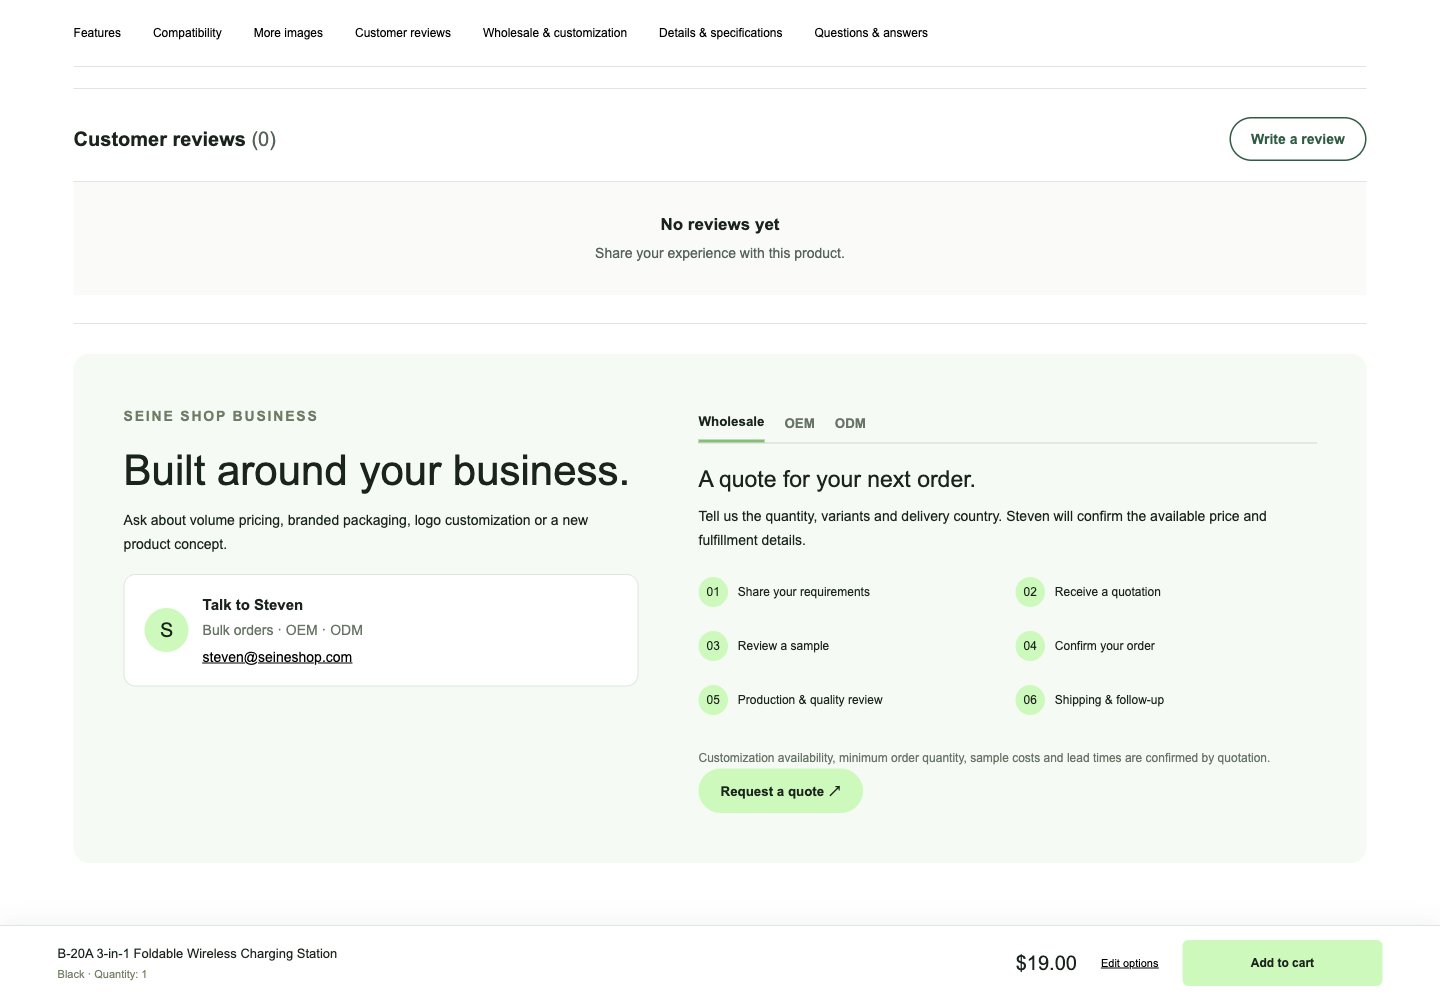 Features Compatibility More images Customer reviews Wholesale & customization Details & specifications Questions & answers
Customer reviews (0)
Write a review
No reviews yet
Share your experience with this product.
SEINE SHOP BUSINESS
Built around your business.
Ask about volume pricing, branded packaging, logo customization or a new
product concept.
S
Talk to Steven
Bulk orders · OEM · ODM
steven@seineshop.com
Wholesale OEM ODM
A quote for your next order.
Tell us the quantity, variants and delivery country. Steven will confirm the available price and
fulfillment details.
01 Share your requirements
02 Receive a quotation
03 Review a sample
04 Confirm your order
05 Production & quality review
06 Shipping & follow-up
Customization availability, minimum order quantity, sample costs and lead times are confirmed by quotation.
Request a quote ↗
B-20A 3-in-1 Foldable Wireless Charging Station
Black · Quantity: 1
$19.00
Edit options
Add to cart